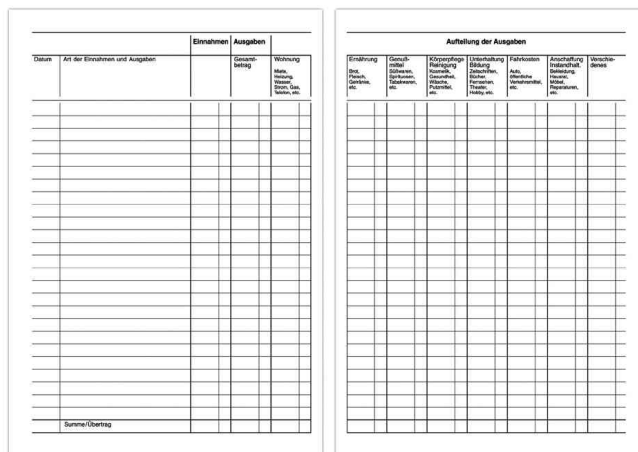 Einnahmen Ausgaben
Datum Art der Einnahmen und Ausgaben Gesamt-
betrag Wohnung
Miete,
Heizung,
Wasser,
Strom, Gas,
Telefon, etc.
Summe/Übertrag
Aufteilung der Ausgaben
Ernährung
Brot,
Fleisch,
Getränke,
etc.
Genuß-
mittel
Süßwaren,
Spirituosen,
Tabakwaren,
etc.
Körperpflege
Reinigung
Kosmetik,
Gesundheit,
Wäsche,
Putzmittel,
etc.
Unterhaltung
Bildung
Zeitschriften,
Bücher,
Fernsehen,
Theater,
Hobby, etc.
Fahrkosten
Auto,
öffentliche
Verkehrsmittel,
etc.
Anschaffung
Instandhalt.
Bekleidung,
Hausrat,
Möbel,
Reparaturen,
etc.
Verschie-
denes